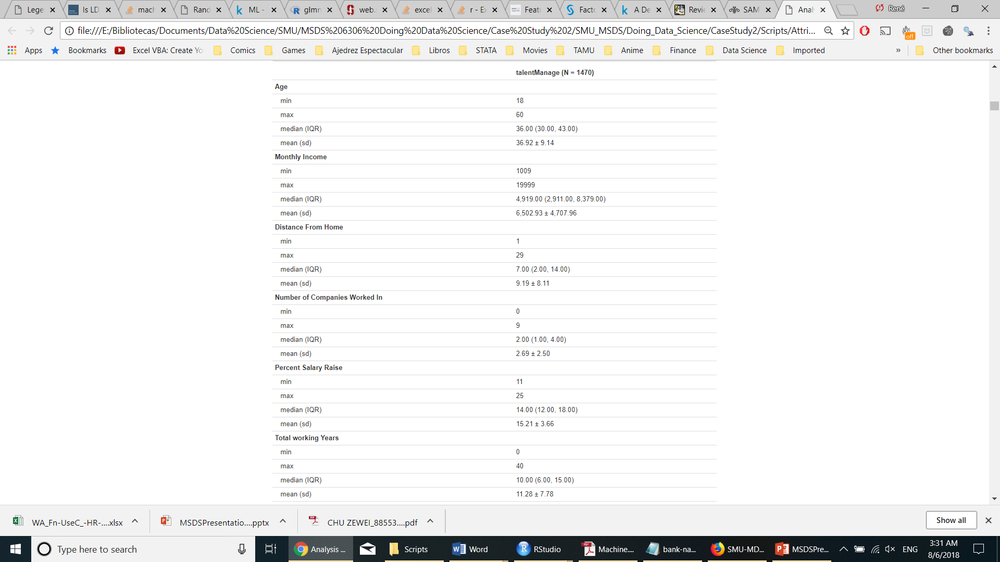 Lege
Is LD
mach
Rand
ML -
glmn
web.
excel
r - Ex
Featu
Facto
A De
Revie
SAM
Anal
René
file:///E:/Bibliotecas/Documents/Data%20Science/SMU/MSDS%206306%20Doing%20Data%20Science/Case%20Study%202/SMU_MSDS/Doing_Data_Science/CaseStudy2/Scripts/Attri...
off
Apps Bookmarks Excel VBA: Create Yo Comics Games Ajedrez Espectacular Libros STATA Movies TAMU Anime Finance Data Science Imported » Other bookmarks
talentManage (N = 1470)
Age
min 18
max 60
median (IQR) 36.00 (30.00, 43.00)
mean (sd) 36.92 ± 9.14
Monthly Income
min 1009
max 19999
median (IQR) 4,919.00 (2,911.00, 8,379.00)
mean (sd) 6,502.93 ± 4,707.96
Distance From Home
min 1
max 29
median (IQR) 7.00 (2.00, 14.00)
mean (sd) 9.19 ± 8.11
Number of Companies Worked In
min 0
max 9
median (IQR) 2.00 (1.00, 4.00)
mean (sd) 2.69 ± 2.50
Percent Salary Raise
min 11
max 25
median (IQR) 14.00 (12.00, 18.00)
mean (sd) 15.21 ± 3.66
Total working Years
min 0
max 40
median (IQR) 10.00 (6.00, 15.00)
mean (sd) 11.28 ± 7.78
WA_Fn-UseC_-HR-....xlsx MSDSPresentatio....pptx CHU ZEWEI_88553....pdf Show all
Type here to search Analysis ... Scripts Word RStudio Machine.... bank-na... SMU-MD... MSDSPre... ENG 3:31 AM
8/6/2018